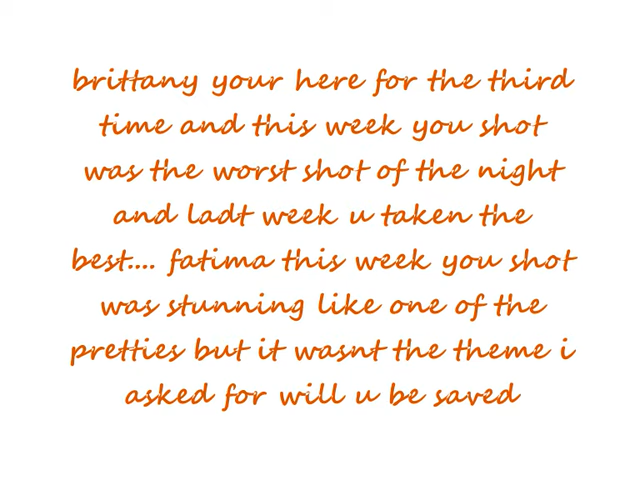 brittany your here for the third
time and this week you shot
was the worst shot of the night
and ladt week u taken the
best.... fatima this week you shot
was stunning like one of the
pretties but it wasnt the theme i
asked for will u be saved